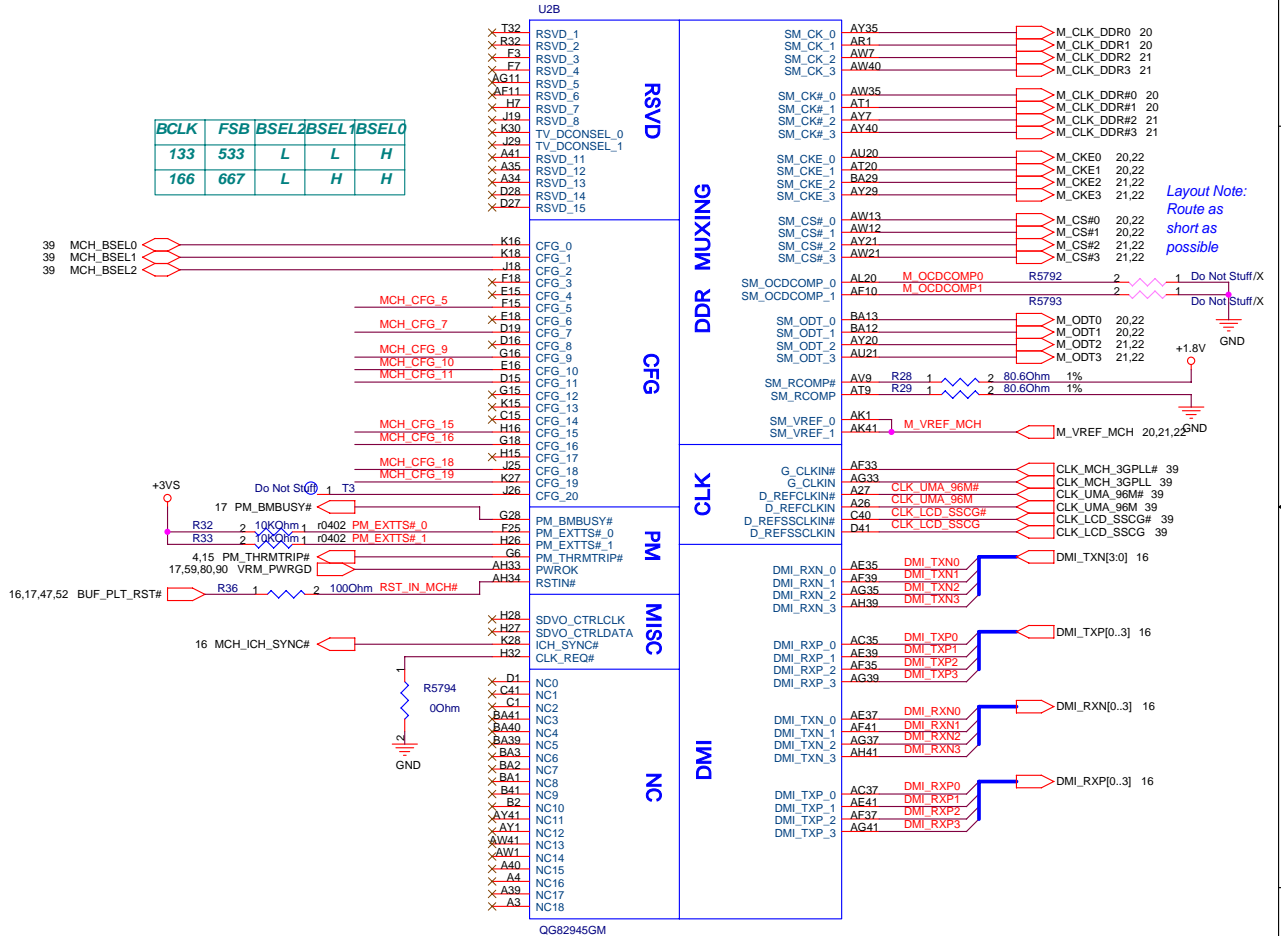 U2B
BCLK FSB BSEL2 BSEL1 BSEL0
133 533 L L H
166 667 L H H
RSVD
T32 RSVD_1
R32 RSVD_2
F3 RSVD_3
F7 RSVD_4
AG11 RSVD_5
AF11 RSVD_6
H7 RSVD_7
J19 RSVD_8
K30 TV_DCONSEL_0
J29 TV_DCONSEL_1
A41 RSVD_11
A35 RSVD_12
A34 RSVD_13
D28 RSVD_14
D27 RSVD_15
CFG
39 MCH_BSEL0 K16 CFG_0
39 MCH_BSEL1 K18 CFG_1
39 MCH_BSEL2 J18 CFG_2
F18 CFG_3
E15 CFG_4
MCH_CFG_5 F15 CFG_5
E18 CFG_6
MCH_CFG_7 D19 CFG_7
D16 CFG_8
MCH_CFG_9 G16 CFG_9
MCH_CFG_10 E16 CFG_10
MCH_CFG_11 D15 CFG_11
G15 CFG_12
K15 CFG_13
C15 CFG_14
MCH_CFG_15 H16 CFG_15
MCH_CFG_16 G18 CFG_16
H15 CFG_17
MCH_CFG_18 J25 CFG_18
MCH_CFG_19 K27 CFG_19
Do Not Stuff 1 T3 J26 CFG_20
+3VS
PM
17 PM_BMBUSY# G28 PM_BMBUSY#
R32 2 10KOhm 1 r0402 PM_EXTTS#_0 F25 PM_EXTTS#_0
R33 2 10KOhm 1 r0402 PM_EXTTS#_1 H26 PM_EXTTS#_1
4,15 PM_THRMTRIP# G6 PM_THRMTRIP#
17,59,80,90 VRM_PWRGD AH33 PWROK
16,17,47,52 BUF_PLT_RST# R36 1 2 100Ohm RST_IN_MCH# AH34 RSTIN#
MISC
H28 SDVO_CTRLCLK
H27 SDVO_CTRLDATA
16 MCH_ICH_SYNC# K28 ICH_SYNC#
H32 CLK_REQ#
1
R5794
0Ohm
2
GND
NC
D1 NC0
C41 NC1
C1 NC2
BA41 NC3
BA40 NC4
BA39 NC5
BA3 NC6
BA2 NC7
BA1 NC8
B41 NC9
B2 NC10
AY41 NC11
AY1 NC12
AW41 NC13
AW1 NC14
A40 NC15
A4 NC16
A39 NC17
A3 NC18
DDR MUXING
SM_CK_0 AY35 M_CLK_DDR0 20
SM_CK_1 AR1 M_CLK_DDR1 20
SM_CK_2 AW7 M_CLK_DDR2 21
SM_CK_3 AW40 M_CLK_DDR3 21
SM_CK#_0 AW35 M_CLK_DDR#0 20
SM_CK#_1 AT1 M_CLK_DDR#1 20
SM_CK#_2 AY7 M_CLK_DDR#2 21
SM_CK#_3 AY40 M_CLK_DDR#3 21
SM_CKE_0 AU20 M_CKE0 20,22
SM_CKE_1 AT20 M_CKE1 20,22
SM_CKE_2 BA29 M_CKE2 21,22
SM_CKE_3 AY29 M_CKE3 21,22
Layout Note:
Route as
short as
possible
SM_CS#_0 AW13 M_CS#0 20,22
SM_CS#_1 AW12 M_CS#1 20,22
SM_CS#_2 AY21 M_CS#2 21,22
SM_CS#_3 AW21 M_CS#3 21,22
SM_OCDCOMP_0 AL20 M_OCDCOMP0 R5792 2 1 Do Not Stuff/X
SM_OCDCOMP_1 AF10 M_OCDCOMP1 R5793 2 1 Do Not Stuff/X
GND
SM_ODT_0 BA13 M_ODT0 20,22
SM_ODT_1 BA12 M_ODT1 20,22
SM_ODT_2 AY20 M_ODT2 21,22
SM_ODT_3 AU21 M_ODT3 21,22
+1.8V
SM_RCOMP# AV9 R28 1 2 80.6Ohm 1%
SM_RCOMP AT9 R29 1 2 80.6Ohm 1%
GND
SM_VREF_0 AK1
SM_VREF_1 AK41 M_VREF_MCH M_VREF_MCH 20,21,22
CLK
G_CLKIN# AF33 CLK_MCH_3GPLL# 39
G_CLKIN AG33 CLK_MCH_3GPLL 39
D_REFCLKIN# A27 CLK_UMA_96M# CLK_UMA_96M# 39
D_REFCLKIN A26 CLK_UMA_96M CLK_UMA_96M 39
D_REFSSCLKIN# C40 CLK_LCD_SSCG# CLK_LCD_SSCG# 39
D_REFSSCLKIN D41 CLK_LCD_SSCG CLK_LCD_SSCG 39
DMI
DMI_RXN_0 AE35 DMI_TXN0 DMI_TXN[3:0] 16
DMI_RXN_1 AF39 DMI_TXN1
DMI_RXN_2 AG35 DMI_TXN2
DMI_RXN_3 AH39 DMI_TXN3
DMI_RXP_0 AC35 DMI_TXP0 DMI_TXP[0..3] 16
DMI_RXP_1 AE39 DMI_TXP1
DMI_RXP_2 AF35 DMI_TXP2
DMI_RXP_3 AG39 DMI_TXP3
DMI_TXN_0 AE37 DMI_RXN0 DMI_RXN[0..3] 16
DMI_TXN_1 AF41 DMI_RXN1
DMI_TXN_2 AG37 DMI_RXN2
DMI_TXN_3 AH41 DMI_RXN3
DMI_TXP_0 AC37 DMI_RXP0 DMI_RXP[0..3] 16
DMI_TXP_1 AE41 DMI_RXP1
DMI_TXP_2 AF37 DMI_RXP2
DMI_TXP_3 AG41 DMI_RXP3
QG82945GM